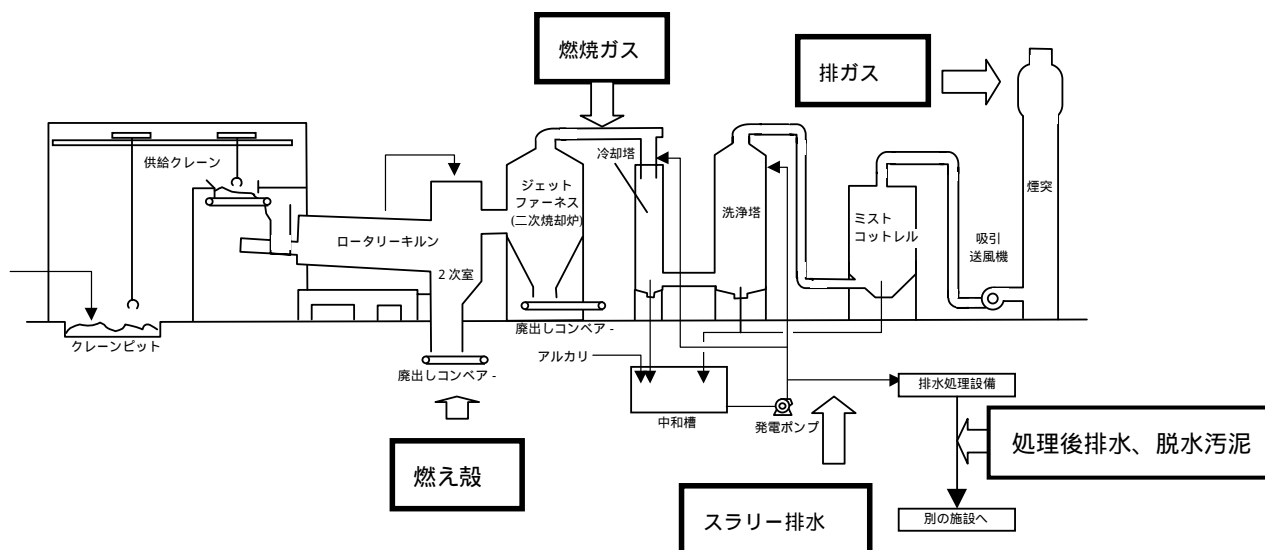 燃焼ガス
排ガス
供給クレーン
冷却塔
ジェット
ファーネス
(二次焼却炉)
洗浄塔
ミスト
コットレル
煙突
ロータリーキルン
吸引
送風機
2次室
廃出しコンベア -
クレーンピット
アルカリ
廃出しコンベア -
中和槽
発電ポンプ
排水処理設備
処理後排水、脱水汚泥
燃え殻
スラリー排水
別の施設へ